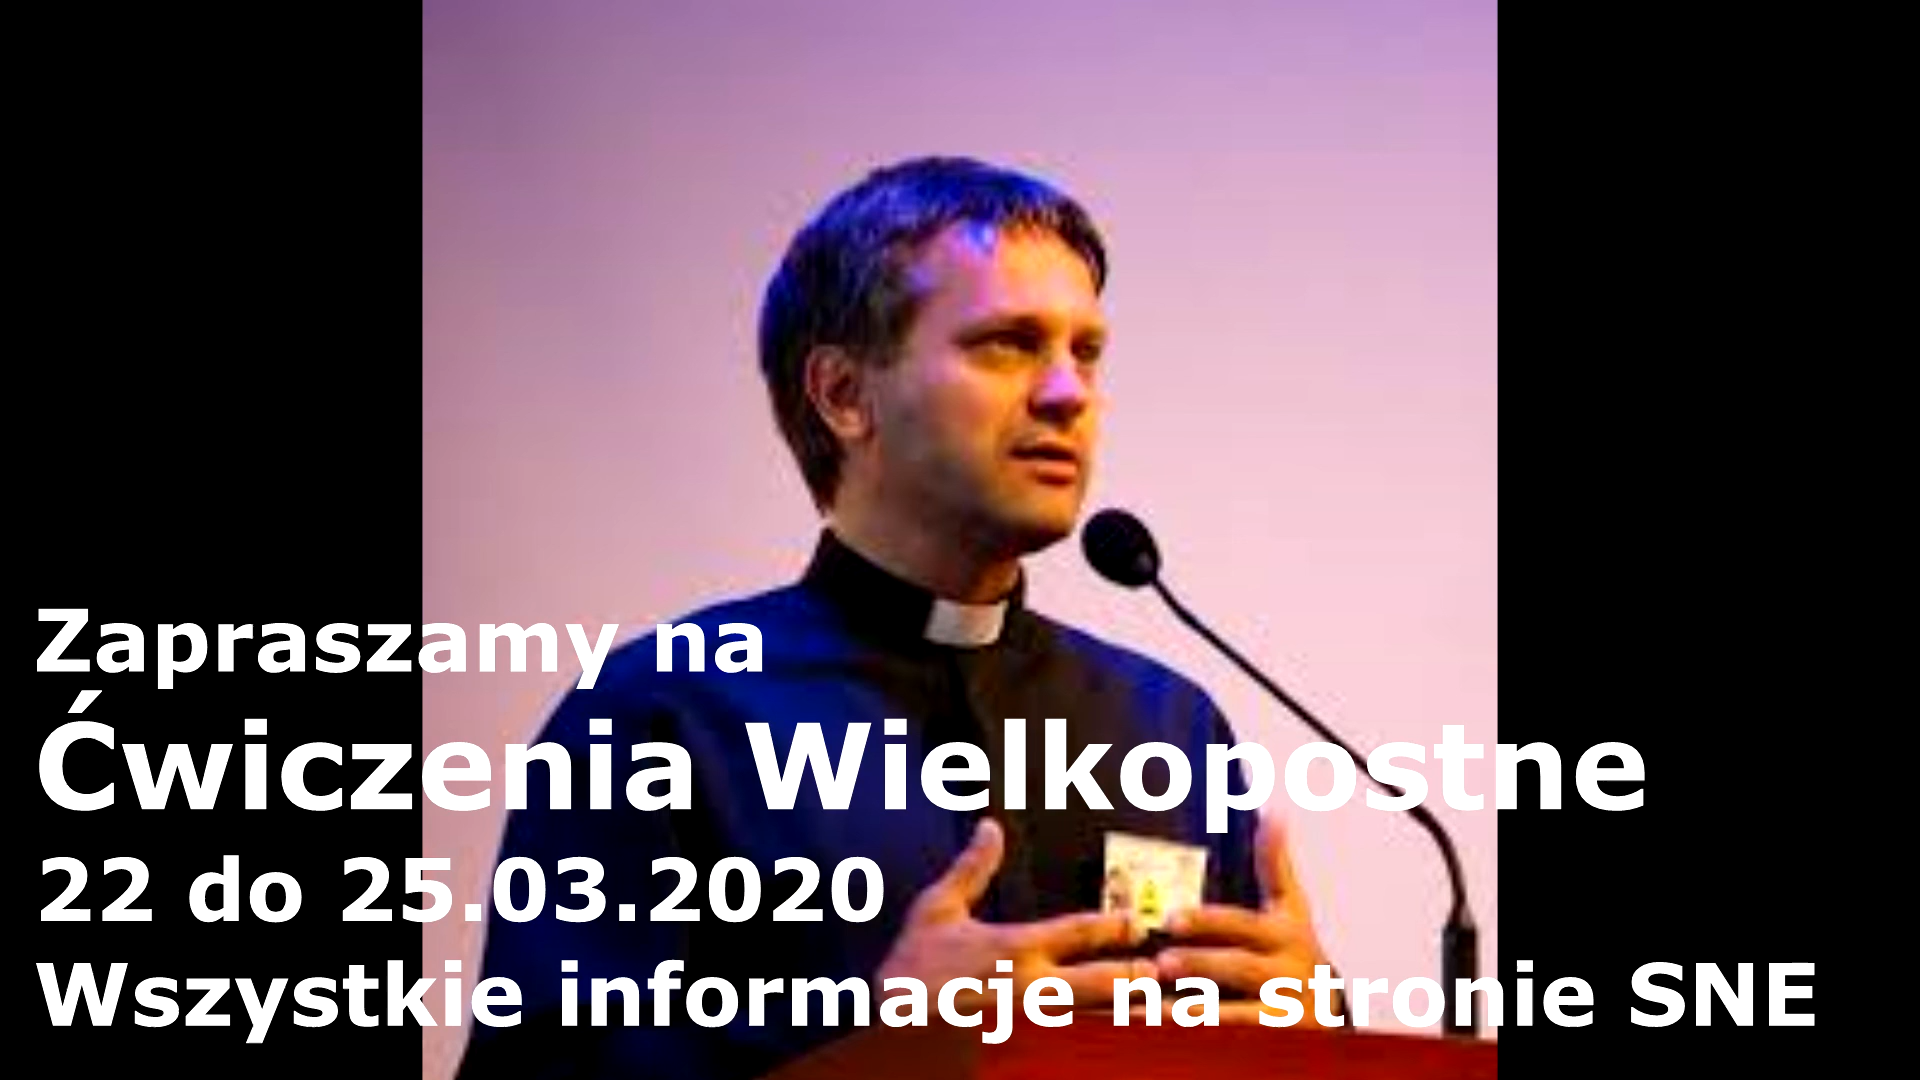 Zapraszamy na
Ćwiczenia Wielkopostne
22 do 25.03.2020
Wszystkie informacje na stronie SNE